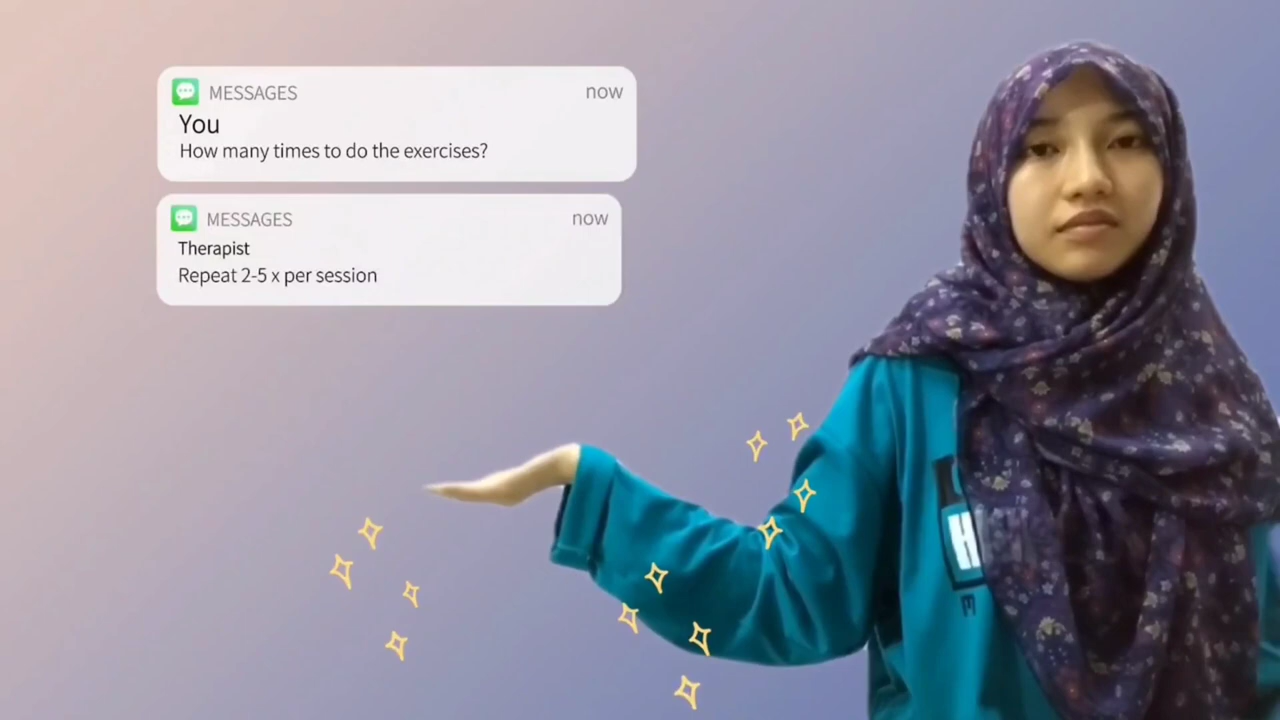 MESSAGES now
You
How many times to do the exercises?
MESSAGES now
Therapist
Repeat 2-5 x per session
H